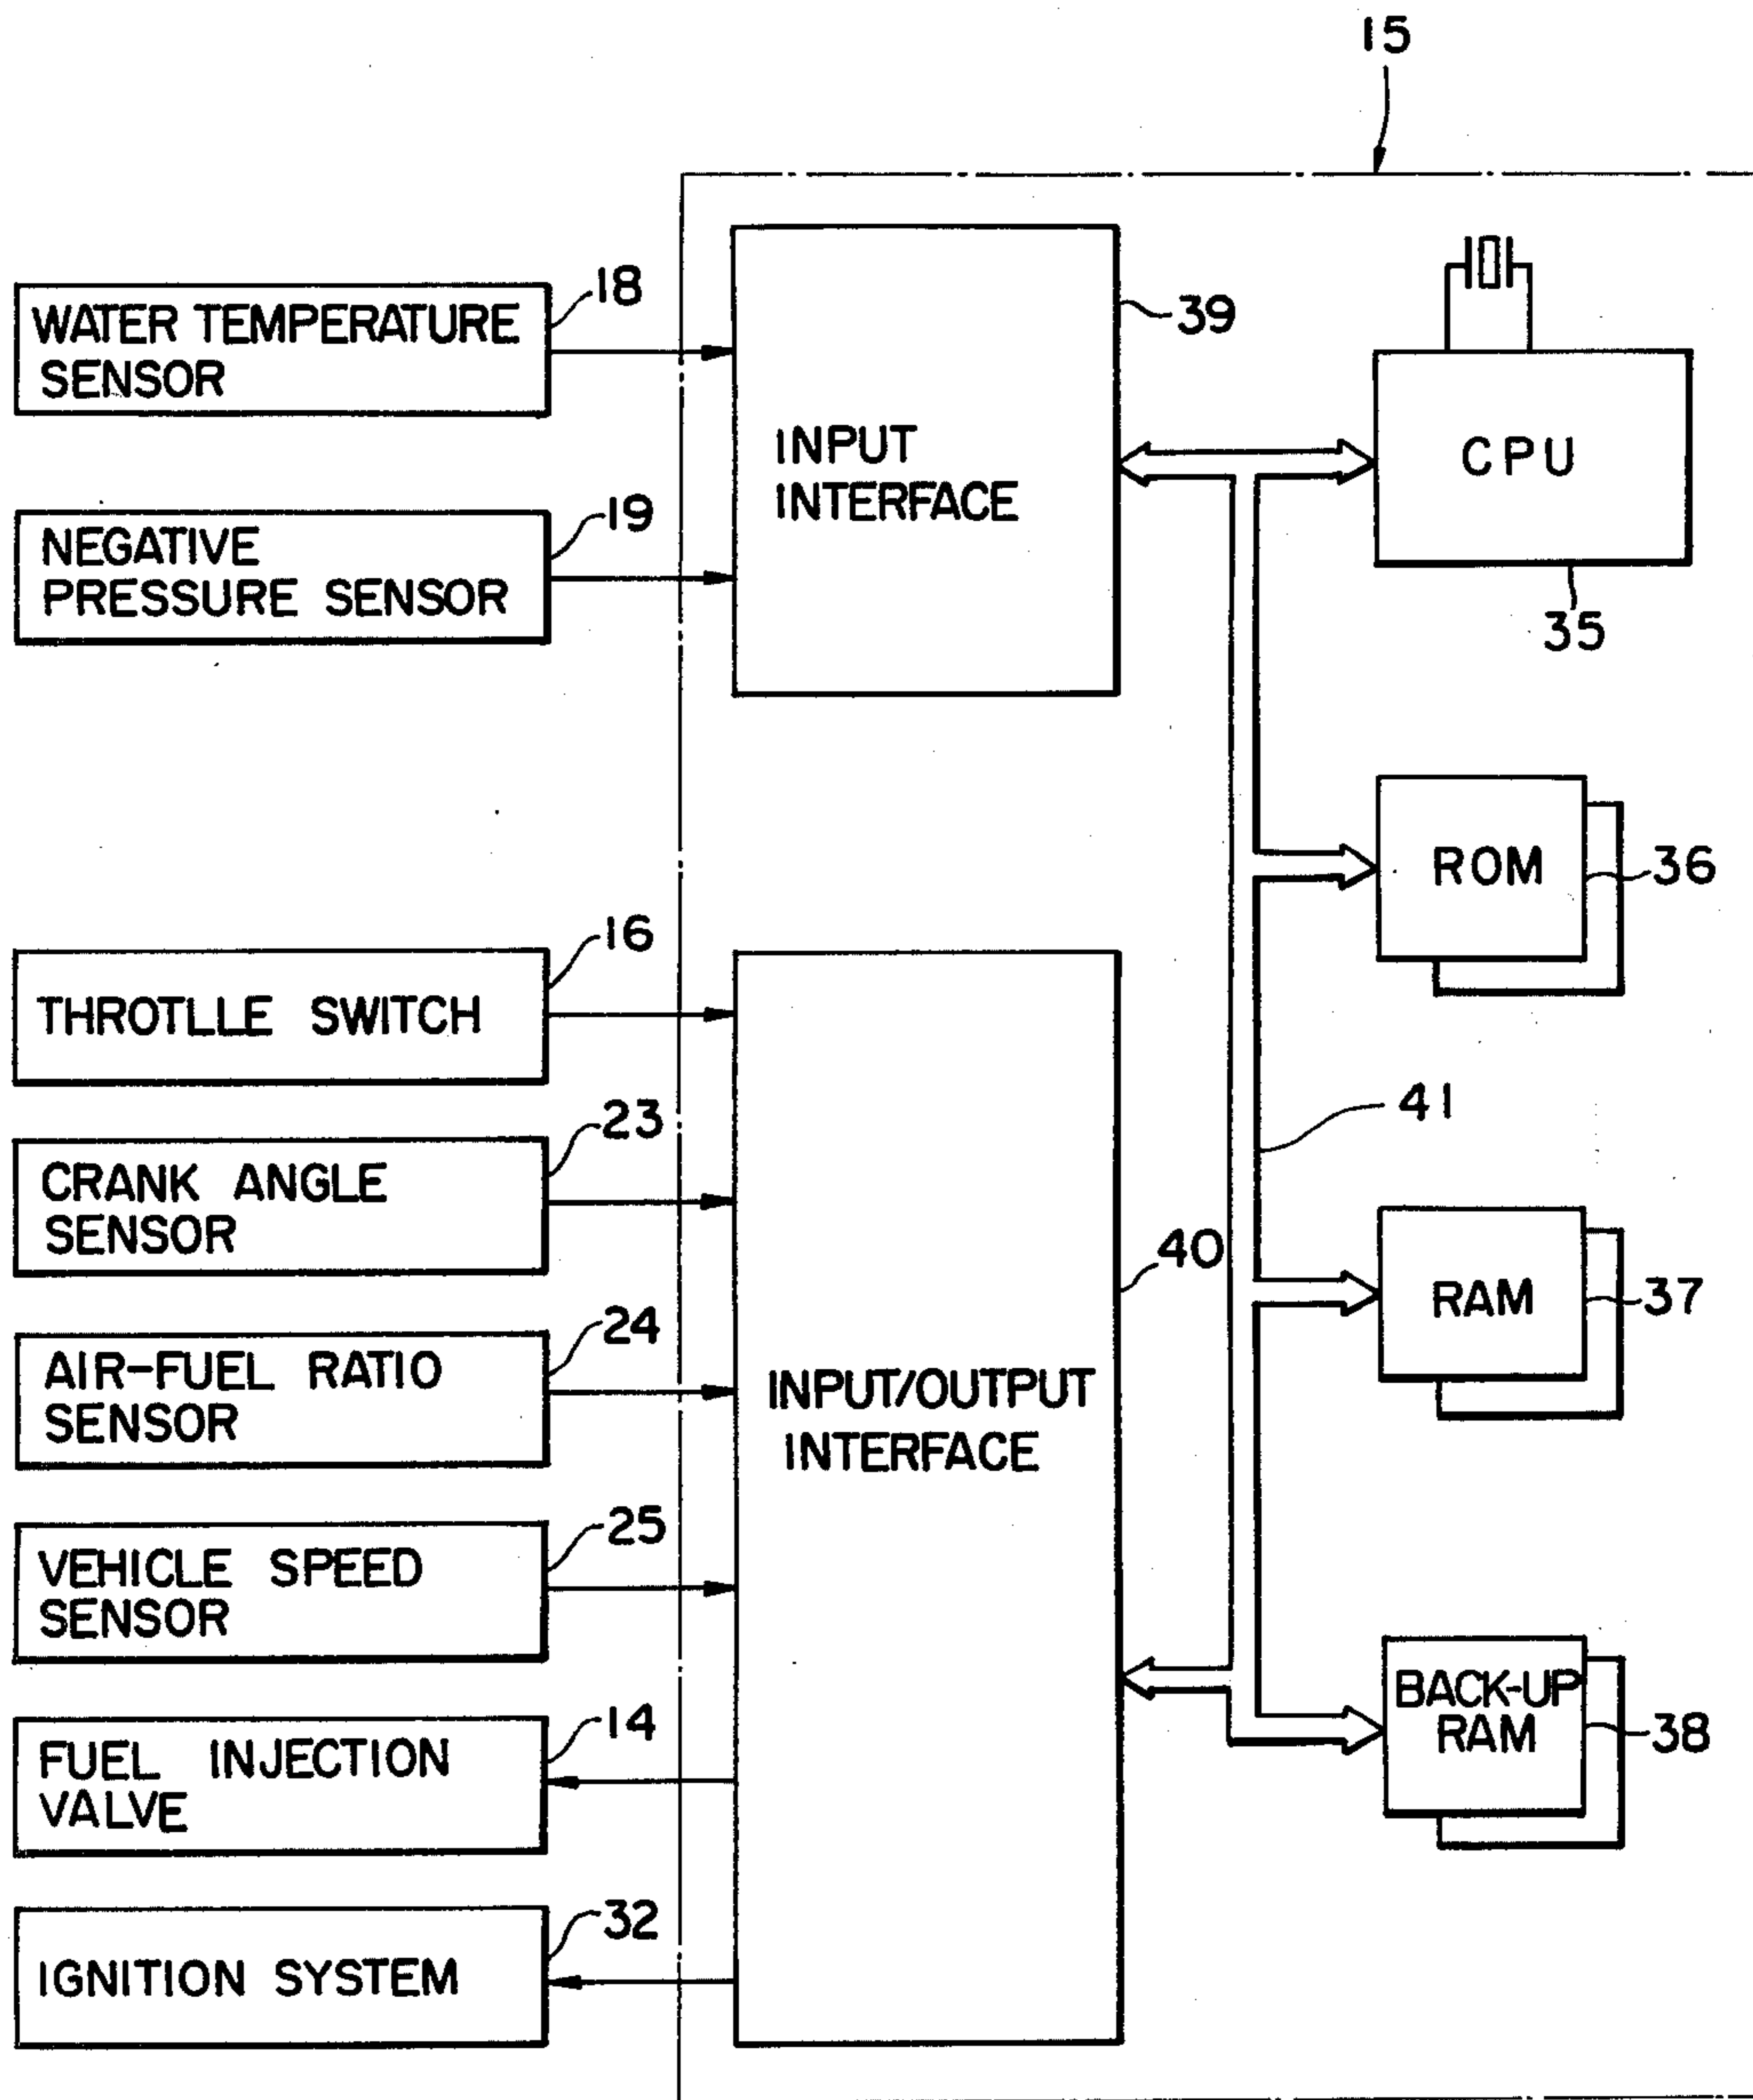 15
18
WATER TEMPERATURE
SENSOR
39
INPUT
INTERFACE
CPU
19
NEGATIVE
PRESSURE SENSOR
35
ROM
36
16
THROTLLE SWITCH
41
23
CRANK ANGLE
SENSOR
40
RAM
37
24
AIR-FUEL RATIO
SENSOR
INPUT/OUTPUT
INTERFACE
25
VEHICLE SPEED
SENSOR
BACK-UP
RAM
38
14
FUEL INJECTION
VALVE
32
IGNITION SYSTEM